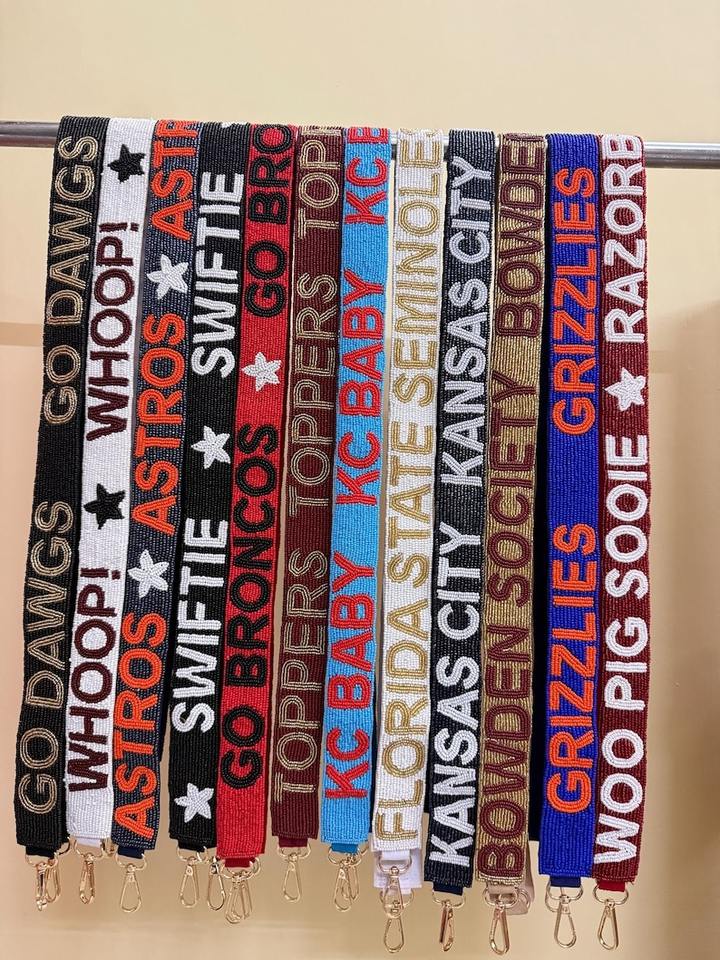 GO DAWGS GO DAWGS
WHOOP! WHOOP!
ASTROS ASTROS ASTR
SWIFTIE SWIFTIE
GO BRONCOS GO BRO
TOPPERS TOPPERS TOP
KC BABY KC BABY KC B
FLORIDA STATE SEMINOLE
KANSAS CITY KANSAS CITY
BOWDEN SOCIETY BOWDE
GRIZZLIES GRIZZLIES
WOO PIG SOOIE RAZORB